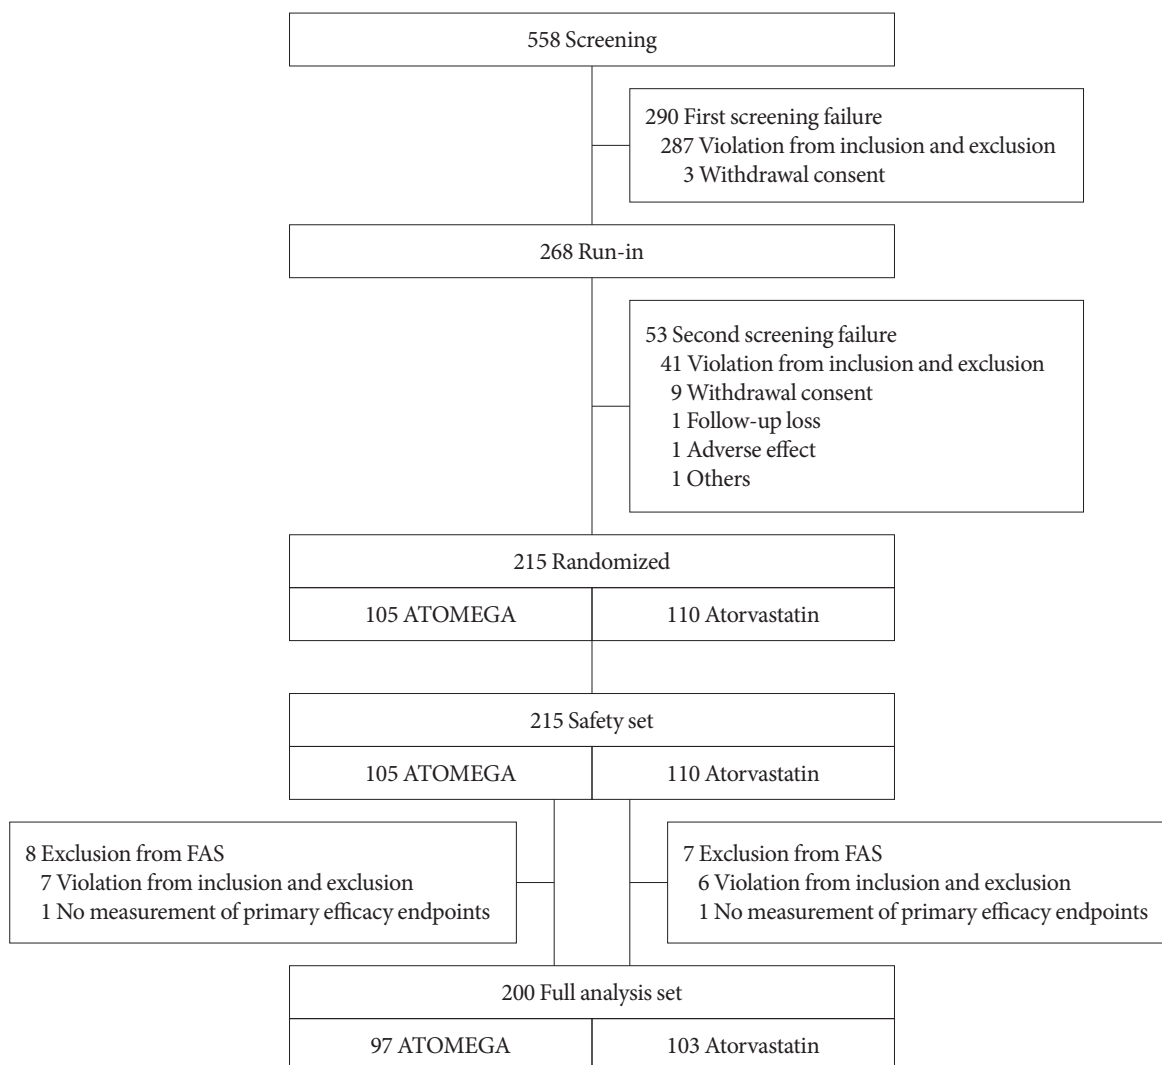 558 Screening
290 First screening failure
287 Violation from inclusion and exclusion
3 Withdrawal consent
268 Run-in
53 Second screening failure
41 Violation from inclusion and exclusion
9 Withdrawal consent
1 Follow-up loss
1 Adverse effect
1 Others
215 Randomized
105 ATOMEGA
110 Atorvastatin
215 Safety set
105 ATOMEGA
110 Atorvastatin
8 Exclusion from FAS
7 Violation from inclusion and exclusion
1 No measurement of primary efficacy endpoints
7 Exclusion from FAS
6 Violation from inclusion and exclusion
1 No measurement of primary efficacy endpoints
200 Full analysis set
97 ATOMEGA
103 Atorvastatin